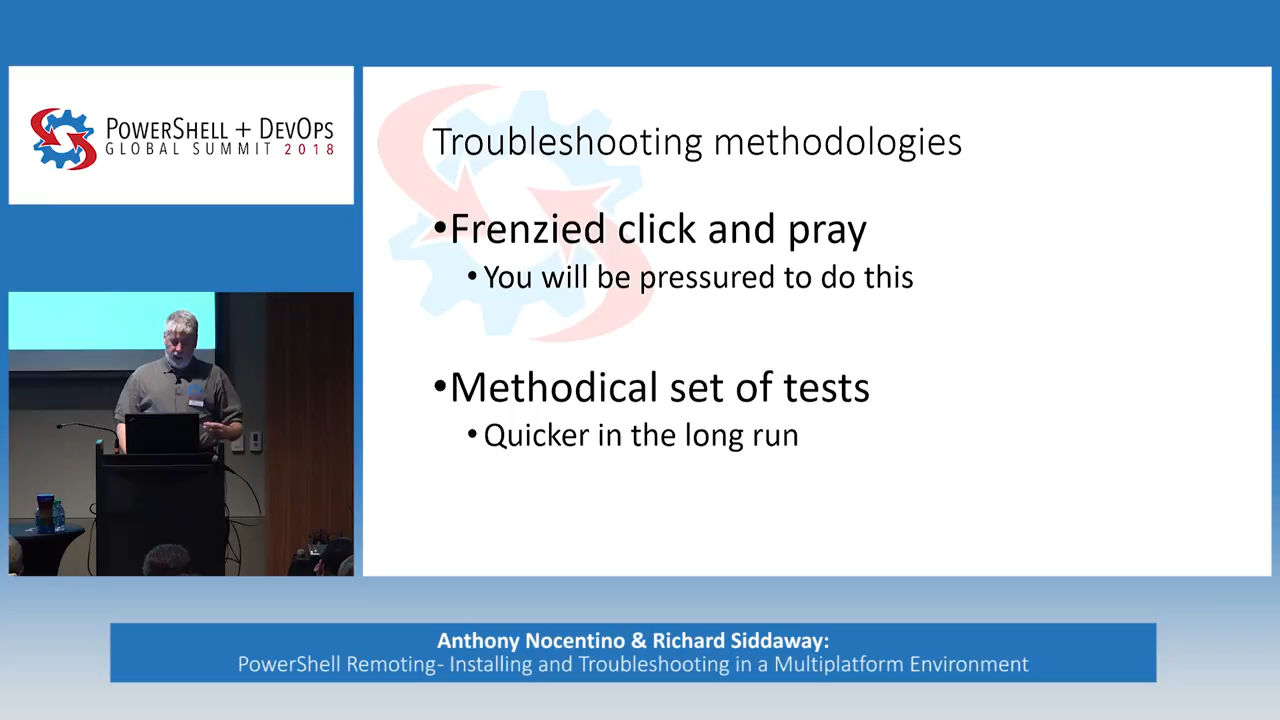 POWERSHELL + DEVOPS
GLOBAL SUMMIT 2018
Troubleshooting methodologies
•Frenzied click and pray
•You will be pressured to do this
•Methodical set of tests
•Quicker in the long run
Anthony Nocentino & Richard Siddaway:
PowerShell Remoting- Installing and Troubleshooting in a Multiplatform Environment